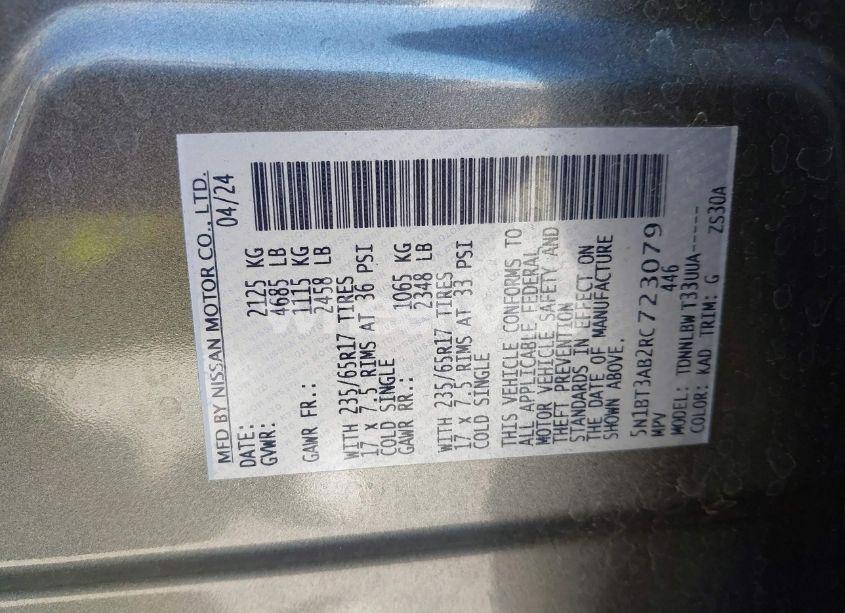 MFD BY NISSAN MOTOR CO., LTD.
DATE: 04/24
GVWR: 2125 KG
4685 LB
GAWR FR.: 1115 KG
2458 LB
WITH 235/65R17 TIRES
17 X 7.5 RIMS AT 36 PSI
COLD SINGLE
GAWR RR.: 1065 KG
2348 LB
WITH 235/65R17 TIRES
17 X 7.5 RIMS AT 33 PSI
COLD SINGLE
THIS VEHICLE CONFORMS TO
ALL APPLICABLE FEDERAL
MOTOR VEHICLE SAFETY AND
THEFT PREVENTION
STANDARDS IN EFFECT ON
THE DATE OF MANUFACTURE
SHOWN ABOVE.
5N1BT3AB2RC723079
MPV 446
MODEL: TDNNLBW T33UUA-----
COLOR: KAD TRIM: G ZS30A